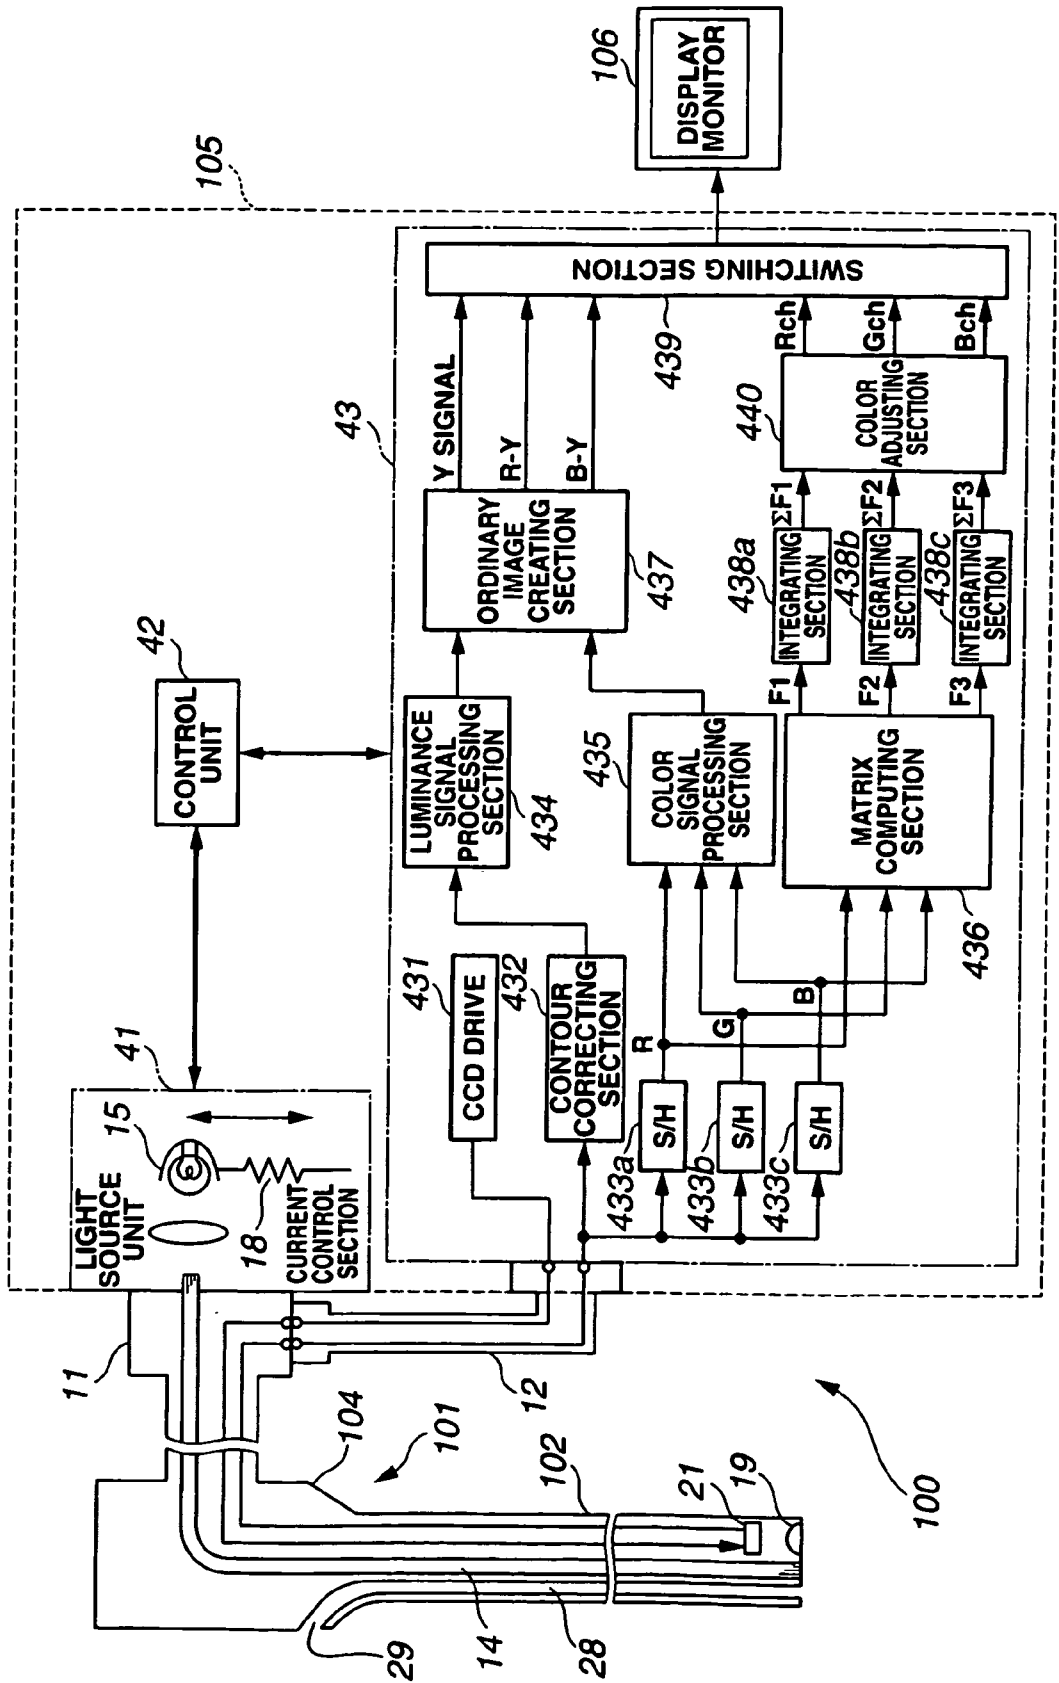 105
106
DISPLAY
MONITOR
42
CONTROL
UNIT
43
41
LIGHT
SOURCE
UNIT
15
18
CURRENT
CONTROL
SECTION
Y SIGNAL
R-Y
B-Y
SWITCHING SECTION
439
ORDINARY
IMAGE
CREATING
SECTION
437
LUMINANCE
SIGNAL
PROCESSING
SECTION
434
431
CCD DRIVE
432
CONTOUR
CORRECTING
SECTION
435
COLOR
SIGNAL
PROCESSING
SECTION
440
COLOR
ADJUSTING
SECTION
Rch
Gch
Bch
ΣF1
ΣF2
ΣF3
438a
INTEGRATING
SECTION
438b
INTEGRATING
SECTION
438c
INTEGRATING
SECTION
F1
F2
F3
MATRIX
COMPUTING
SECTION
436
R
G
B
433a
S/H
433b
S/H
433c
S/H
11
12
104
101
102
21
19
100
29
14
28